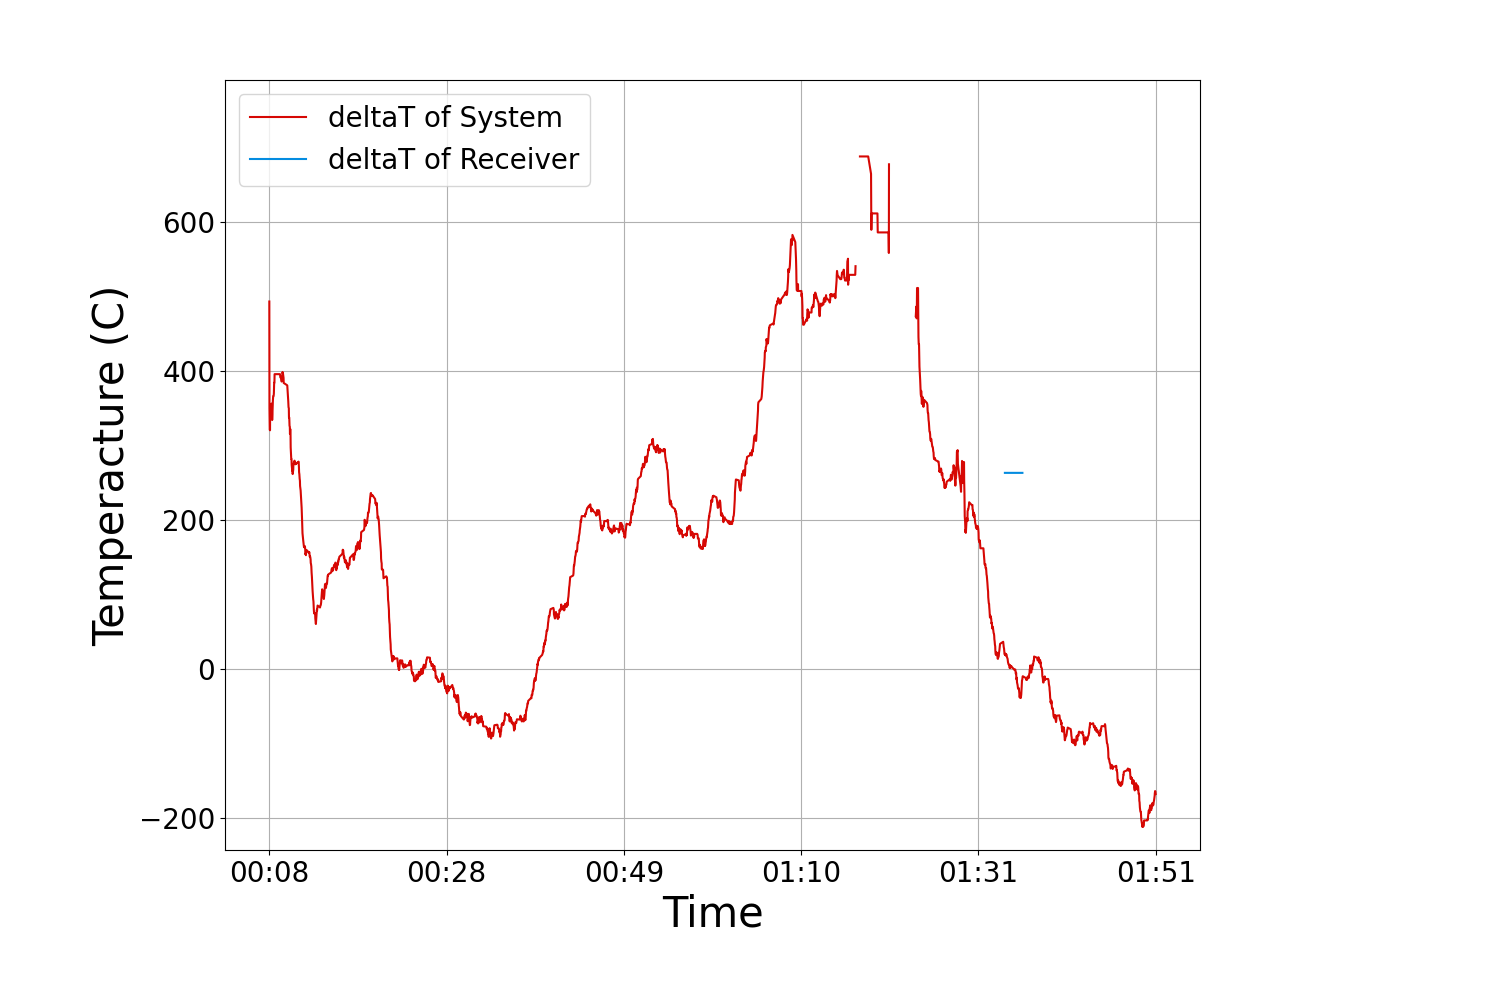 deltaT of System
deltaT of Receiver
Temperacture (C)
600
400
200
0
−200
00:08 00:28 00:49 01:10 01:31 01:51
Time